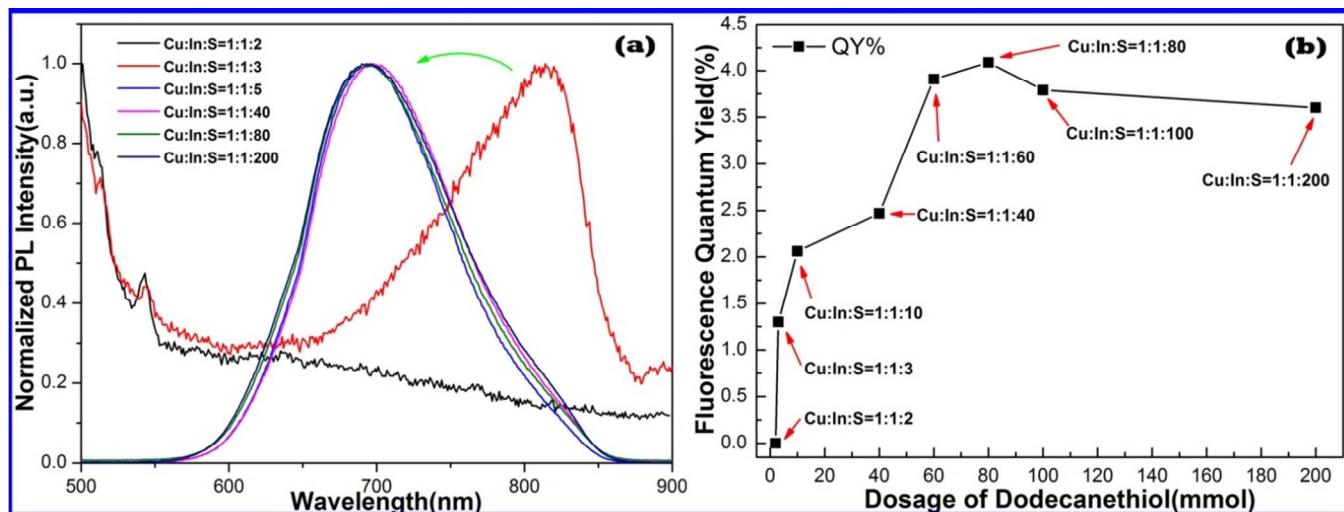 (a)
Cu:In:S=1:1:2
Cu:In:S=1:1:3
Cu:In:S=1:1:5
Cu:In:S=1:1:40
Cu:In:S=1:1:80
Cu:In:S=1:1:200
Normalized PL Intensity(a.u.)
1.0
0.8
0.6
0.4
0.2
0.0
500 600 700 800 900
Wavelength(nm)
(b)
QY%
Fluorescence Quantum Yield(%)
4.5
4.0
3.5
3.0
2.5
2.0
1.5
1.0
0.5
0.0
Cu:In:S=1:1:80
Cu:In:S=1:1:60
Cu:In:S=1:1:100
Cu:In:S=1:1:200
Cu:In:S=1:1:40
Cu:In:S=1:1:10
Cu:In:S=1:1:3
Cu:In:S=1:1:2
0 20 40 60 80 100 120 140 160 180 200
Dosage of Dodecanethiol(mmol)